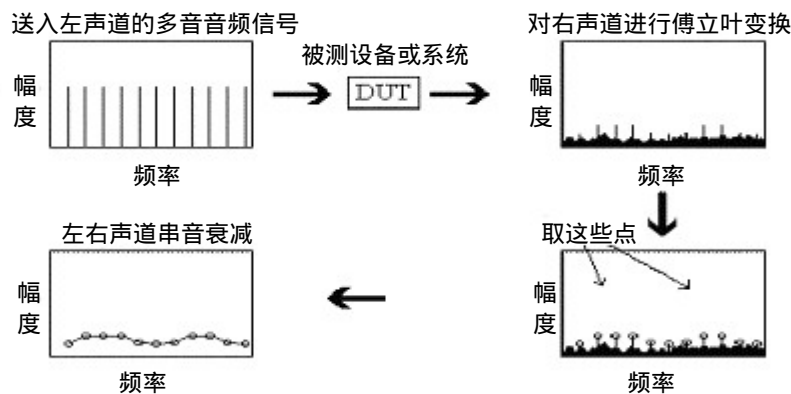 送入左声道的多音音频信号
对右声道进行傅立叶变换
被测设备或系统
幅度
DUT
幅度
频率
频率
左右声道串音衰减
取这些点
幅度
幅度
频率
频率